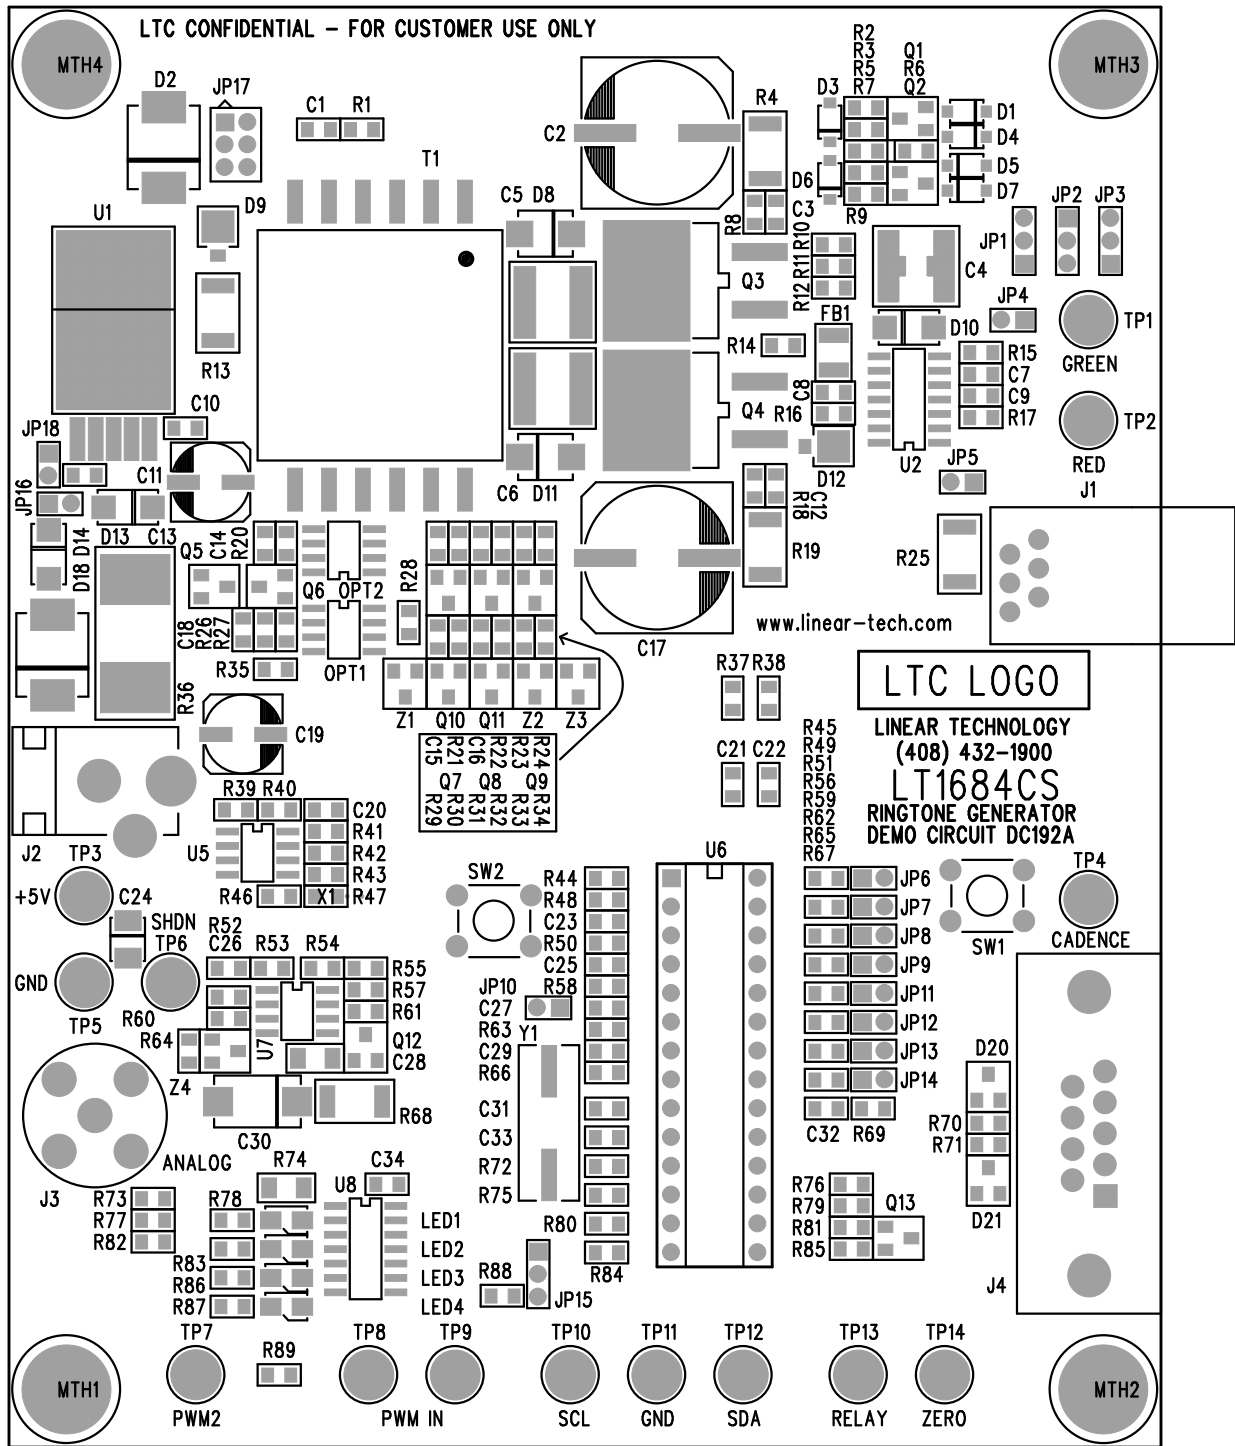 LTC CONFIDENTIAL - FOR CUSTOMER USE ONLY
MTH4
D2
JP17
C1
R1
C2
R4
R2
R3
R5
R7
Q1
R6
Q2
D3
MTH3
D1
D4
D5
D7
T1
U1
D9
C5
D8
D6
R8
C3
R9
R10
R11
R12
JP1
JP2
JP3
C4
Q3
JP4
TP1
GREEN
R13
R14
FB1
D10
R15
C7
C9
R17
C8
R16
Q4
D12
U2
TP2
RED
JP18
C10
C11
JP16
D13
C13
JP5
J1
C6
D11
R18
C12
R19
D14
D18
Q5
C14
R20
Q6
OPT2
R28
R25
C18
R26
R27
R35
OPT1
C17
www.linear-tech.com
R36
Z1
Q10
Q11
Z2
Z3
R37
R38
LTC LOGO
LINEAR TECHNOLOGY
(408) 432-1900
LT1684CS
RINGTONE GENERATOR
DEMO CIRCUIT DC192A
C19
C15
R21
C16
R22
R23
R24
Q7
Q8
Q9
R29
R30
R31
R32
R33
R34
C21
C22
R45
R49
R51
R56
R59
R62
R65
R67
R39
R40
C20
R41
R42
R43
R47
J2
U5
R46
X1
TP3
+5V
C24
SHDN
TP6
R52
C26
R53
R54
R55
R57
R61
SW2
R44
R48
C23
R50
C25
R58
U6
JP6
JP7
JP8
JP9
JP11
JP12
JP13
JP14
SW1
TP4
CADENCE
GND
TP5
R60
R64
U7
Q12
C28
JP10
C27
R63
Y1
C29
R66
Z4
C30
R68
C31
C33
R72
R75
C32
R69
D20
R70
R71
D21
J3
ANALOG
R74
U8
C34
R73
R77
R82
R78
R83
R86
R87
LED1
LED2
LED3
LED4
R80
R84
R88
JP15
R76
R79
R81
R85
Q13
J4
MTH1
TP7
PWM2
R89
TP8
TP9
PWM IN
TP10
SCL
TP11
GND
TP12
SDA
TP13
RELAY
TP14
ZERO
MTH2